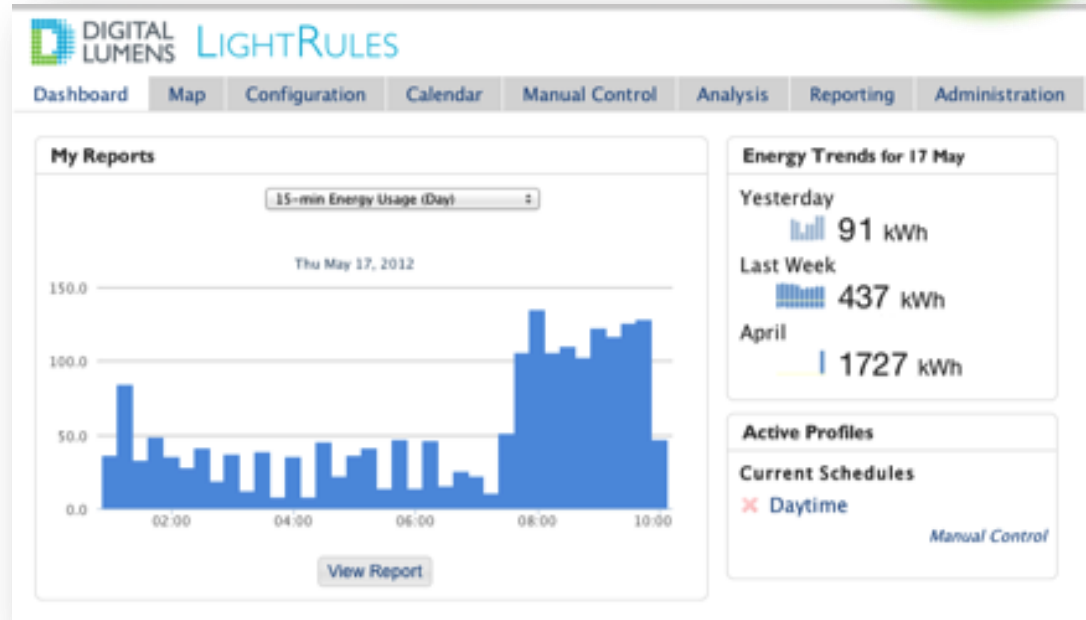 DIGITAL
LUMENS
LIGHTRULES
Dashboard Map Configuration Calendar Manual Control Analysis Reporting Administration
My Reports
15-min Energy Usage (Day)
Thu May 17, 2012
150.0
100.0
50.0
0.0
02:00 04:00 06:00 08:00 10:00
View Report
Energy Trends for 17 May
Yesterday
91 kWh
Last Week
437 kWh
April
1727 kWh
Active Profiles
Current Schedules
Daytime
Manual Control